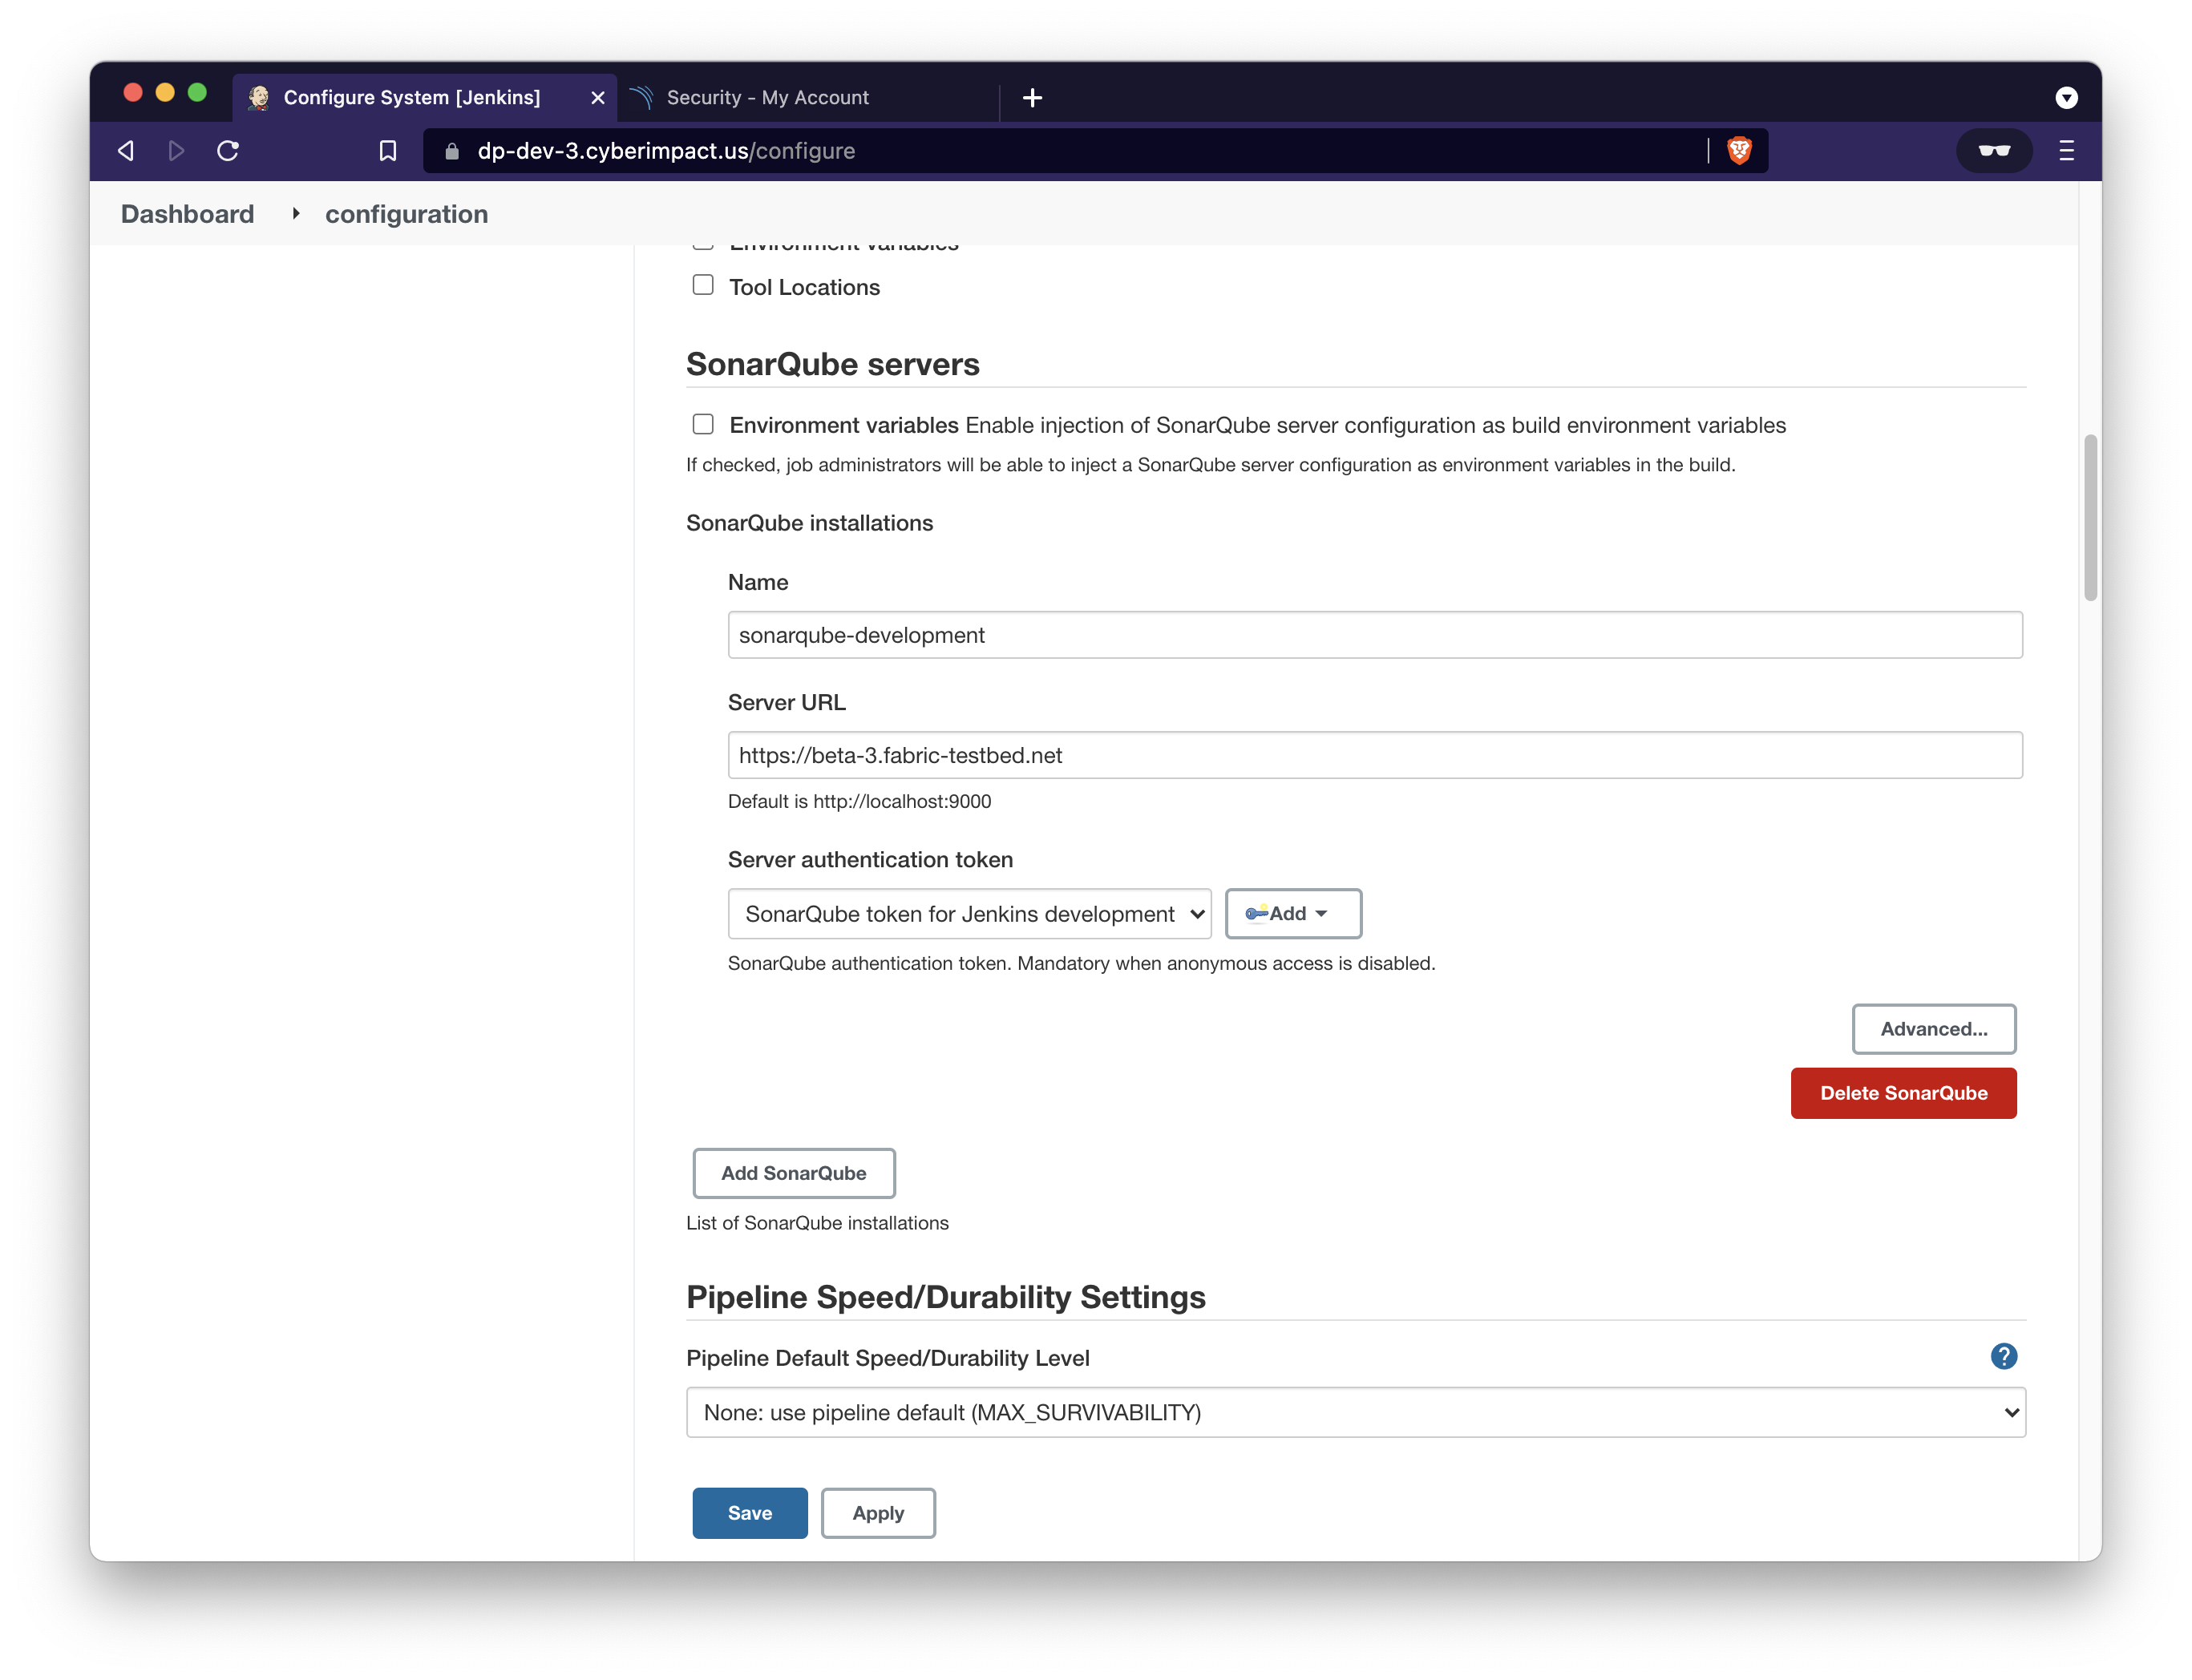 Configure System [Jenkins]
Security - My Account
dp-dev-3.cyberimpact.us/configure
Dashboard
configuration
Environment variables
Tool Locations
SonarQube servers
Environment variables Enable injection of SonarQube server configuration as build environment variables
If checked, job administrators will be able to inject a SonarQube server configuration as environment variables in the build.
SonarQube installations
Name
sonarqube-development
Server URL
https://beta-3.fabric-testbed.net
Default is http://localhost:9000
Server authentication token
SonarQube token for Jenkins development
Add
SonarQube authentication token. Mandatory when anonymous access is disabled.
Advanced...
Delete SonarQube
Add SonarQube
List of SonarQube installations
Pipeline Speed/Durability Settings
Pipeline Default Speed/Durability Level
?
None: use pipeline default (MAX_SURVIVABILITY)
Save
Apply